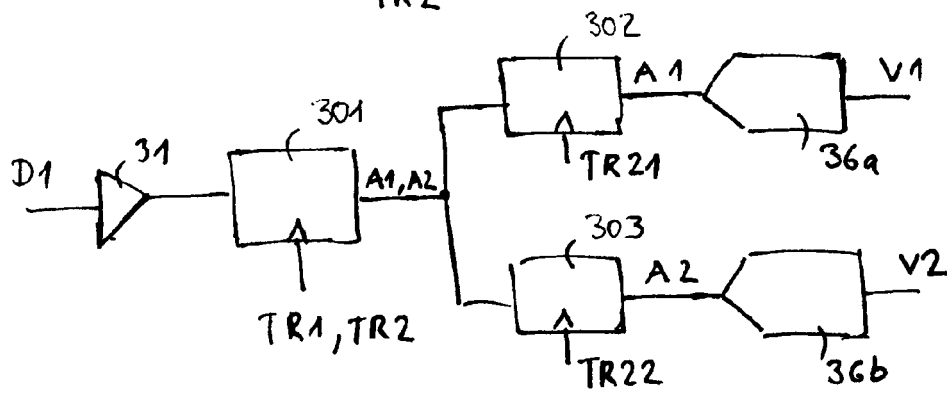 TR2
302
A1
V1
301
31
D1
A1,A2
TR21
36a
303
A2
V2
TR1, TR2
TR22
36b